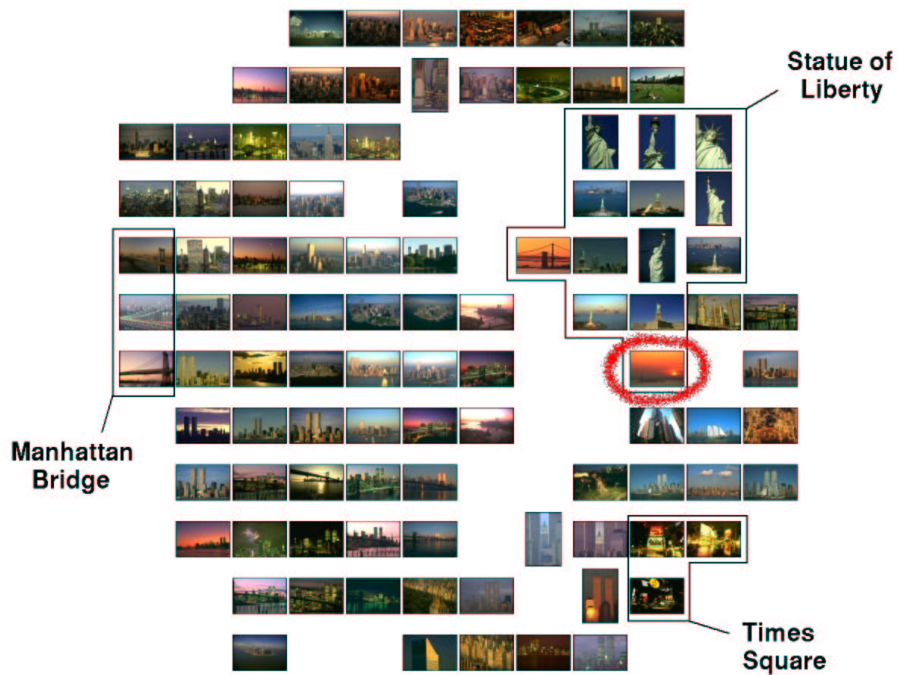 Statue of
Liberty
Manhattan
Bridge
Times
Square